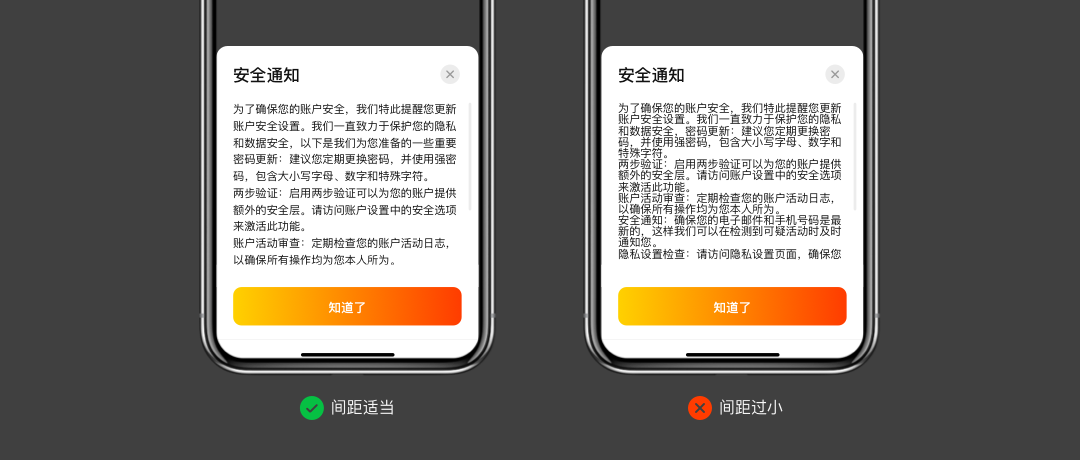 安全通知
为了确保您的账户安全，我们特此提醒您更新
账户安全设置。我们一直致力于保护您的隐私
和数据安全，以下是我们为您准备的一些重要
密码更新：建议您定期更换密码，并使用强密
码，包含大小写字母、数字和特殊字符。
两步验证：启用两步验证可以为您的账户提供
额外的安全层。请访问账户设置中的安全选项
来激活此功能。
账户活动审查：定期检查您的账户活动日志，
以确保所有操作均为您本人所为。
知道了
间距适当
安全通知
为了确保您的账户安全，我们特此提醒您更新
账户安全设置。我们一直致力于保护您的隐私
和数据安全，密码更新：建议您定期更换密
码，并使用强密码，包含大小写字母、数字和
特殊字符。
两步验证：启用两步验证可以为您的账户提供
额外的安全层。请访问账户设置中的安全选项
来激活此功能。
账户活动审查：定期检查您的账户活动日志，
以确保所有操作均为您本人所为。
安全通知：确保您的电子邮件和手机号码是最
新的，这样我们可以在检测到可疑活动时及时
通知您。
隐私设置检查：请访问隐私设置页面，确保您
知道了
间距过小